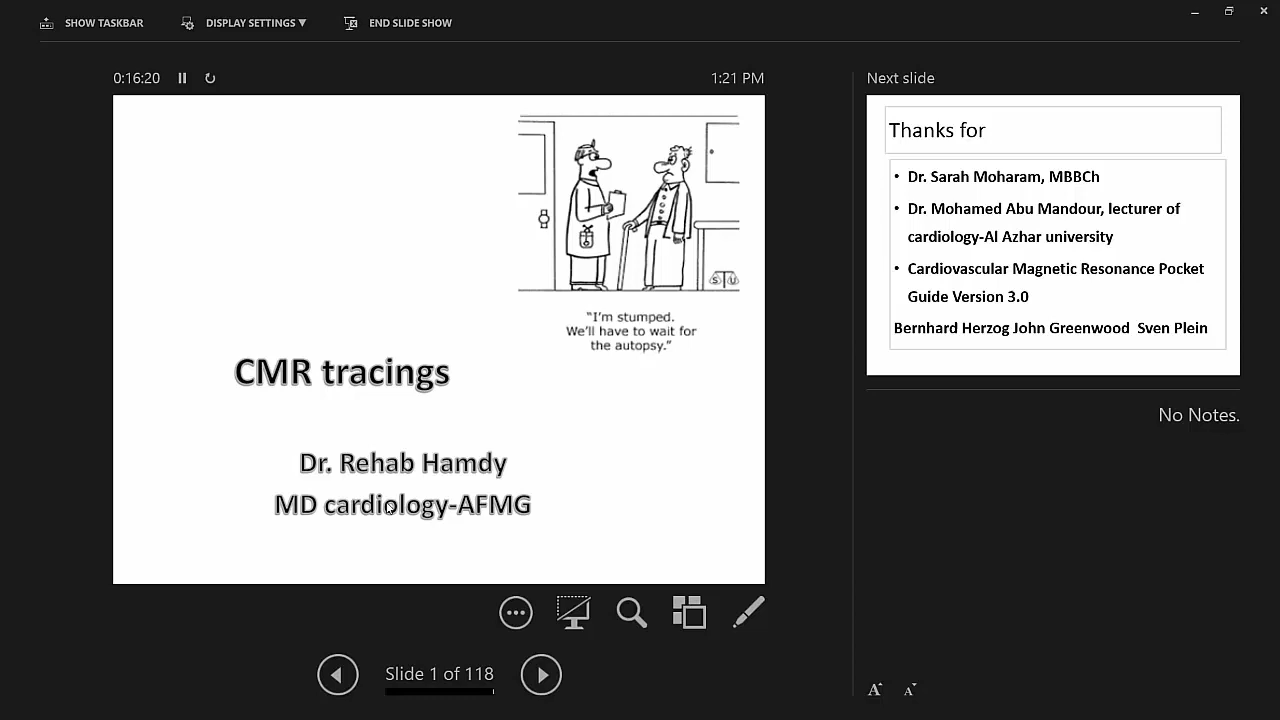 SHOW TASKBAR
DISPLAY SETTINGS ▼
END SLIDE SHOW
0:16:20
1:21 PM
S U
"I'm stumped.
We'll have to wait for
the autopsy."
CMR tracings
Dr. Rehab Hamdy
MD cardiology-AFMG
Slide 1 of 118
Next slide
Thanks for
• Dr. Sarah Moharam, MBBCh
• Dr. Mohamed Abu Mandour, lecturer of
cardiology-Al Azhar university
• Cardiovascular Magnetic Resonance Pocket
Guide Version 3.0
Bernhard Herzog John Greenwood Sven Plein
No Notes.
A A